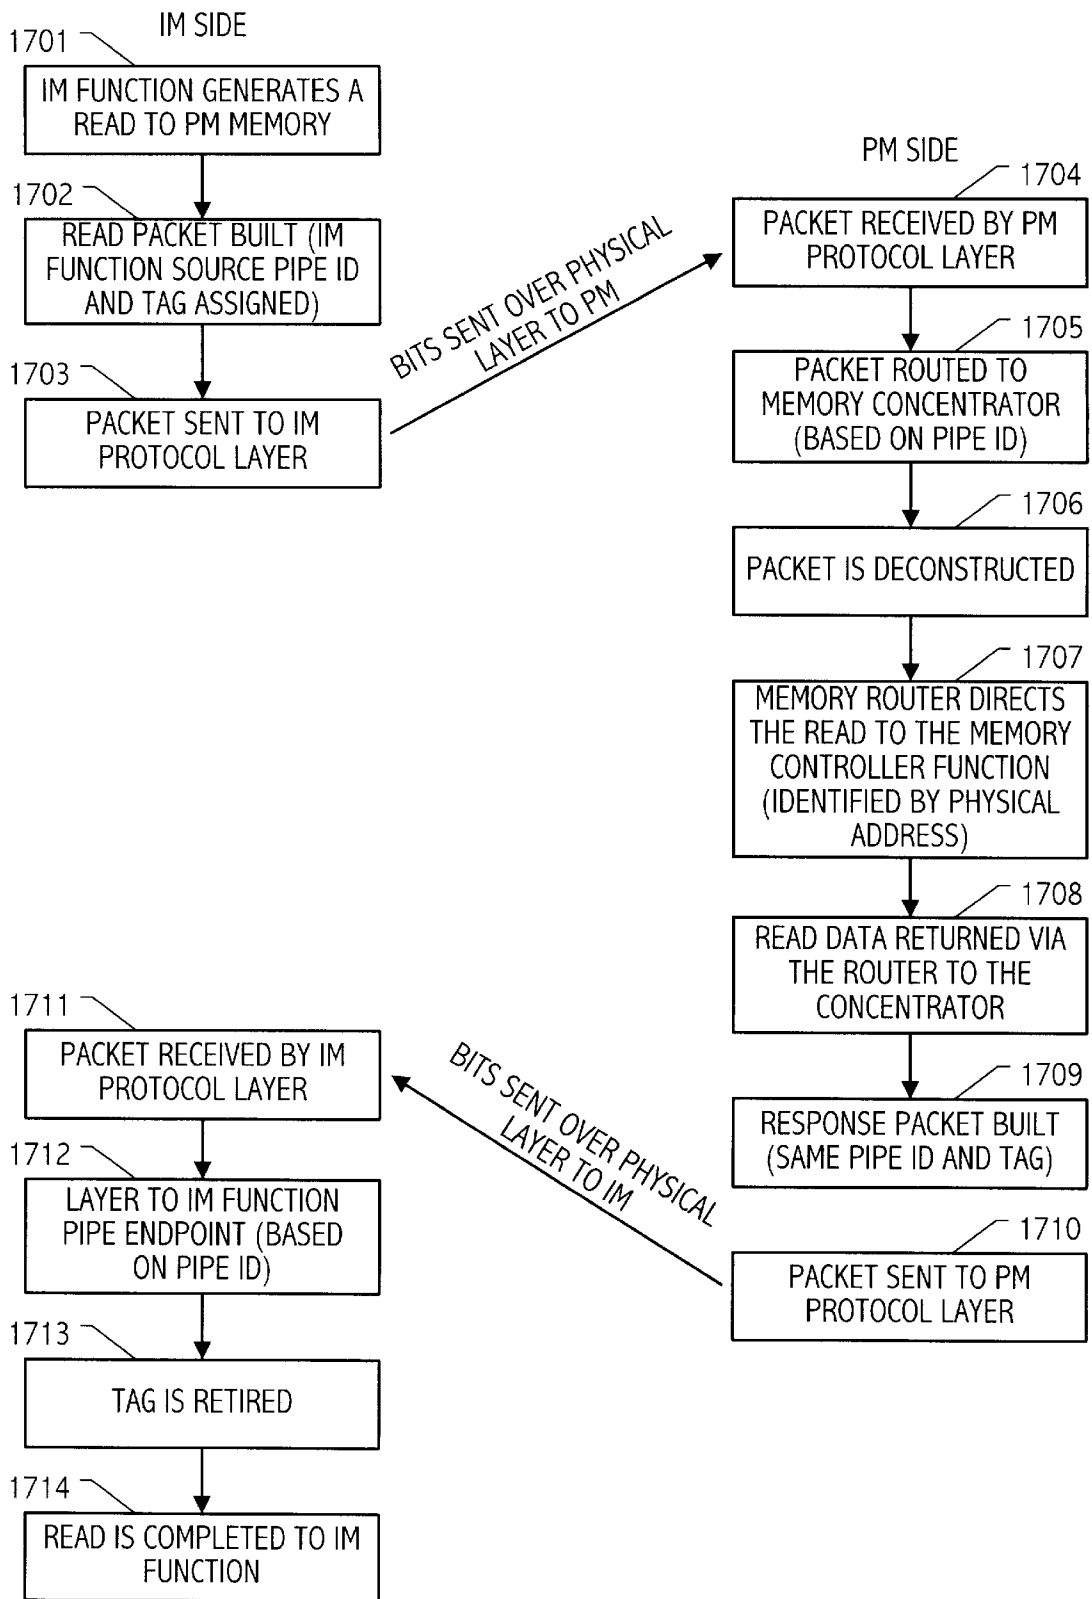 IM SIDE
1701
IM FUNCTION GENERATES A
READ TO PM MEMORY
1702
READ PACKET BUILT (IM
FUNCTION SOURCE PIPE ID
AND TAG ASSIGNED)
1703
PACKET SENT TO IM
PROTOCOL LAYER
BITS SENT OVER PHYSICAL
LAYER TO PM
PM SIDE
1704
PACKET RECEIVED BY PM
PROTOCOL LAYER
1705
PACKET ROUTED TO
MEMORY CONCENTRATOR
(BASED ON PIPE ID)
1706
PACKET IS DECONSTRUCTED
1707
MEMORY ROUTER DIRECTS
THE READ TO THE MEMORY
CONTROLLER FUNCTION
(IDENTIFIED BY PHYSICAL
ADDRESS)
1708
READ DATA RETURNED VIA
THE ROUTER TO THE
CONCENTRATOR
1709
RESPONSE PACKET BUILT
(SAME PIPE ID AND TAG)
1710
PACKET SENT TO PM
PROTOCOL LAYER
BITS SENT OVER PHYSICAL
LAYER TO IM
1711
PACKET RECEIVED BY IM
PROTOCOL LAYER
1712
LAYER TO IM FUNCTION
PIPE ENDPOINT (BASED
ON PIPE ID)
1713
TAG IS RETIRED
1714
READ IS COMPLETED TO IM
FUNCTION